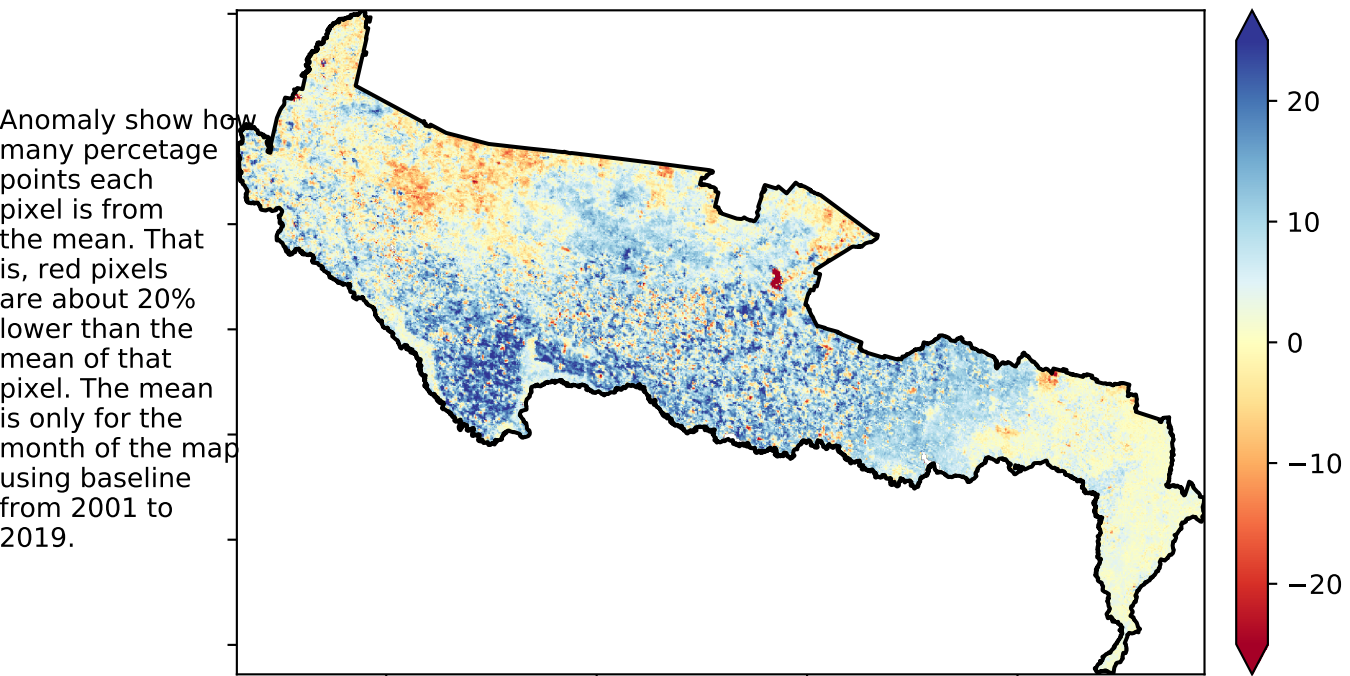 Anomaly show how
many percetage
points each
pixel is from
the mean. That
is, red pixels
are about 20%
lower than the
mean of that
pixel. The mean
is only for the
month of the map
using baseline
from 2001 to
2019.
20
10
0
−10
−20